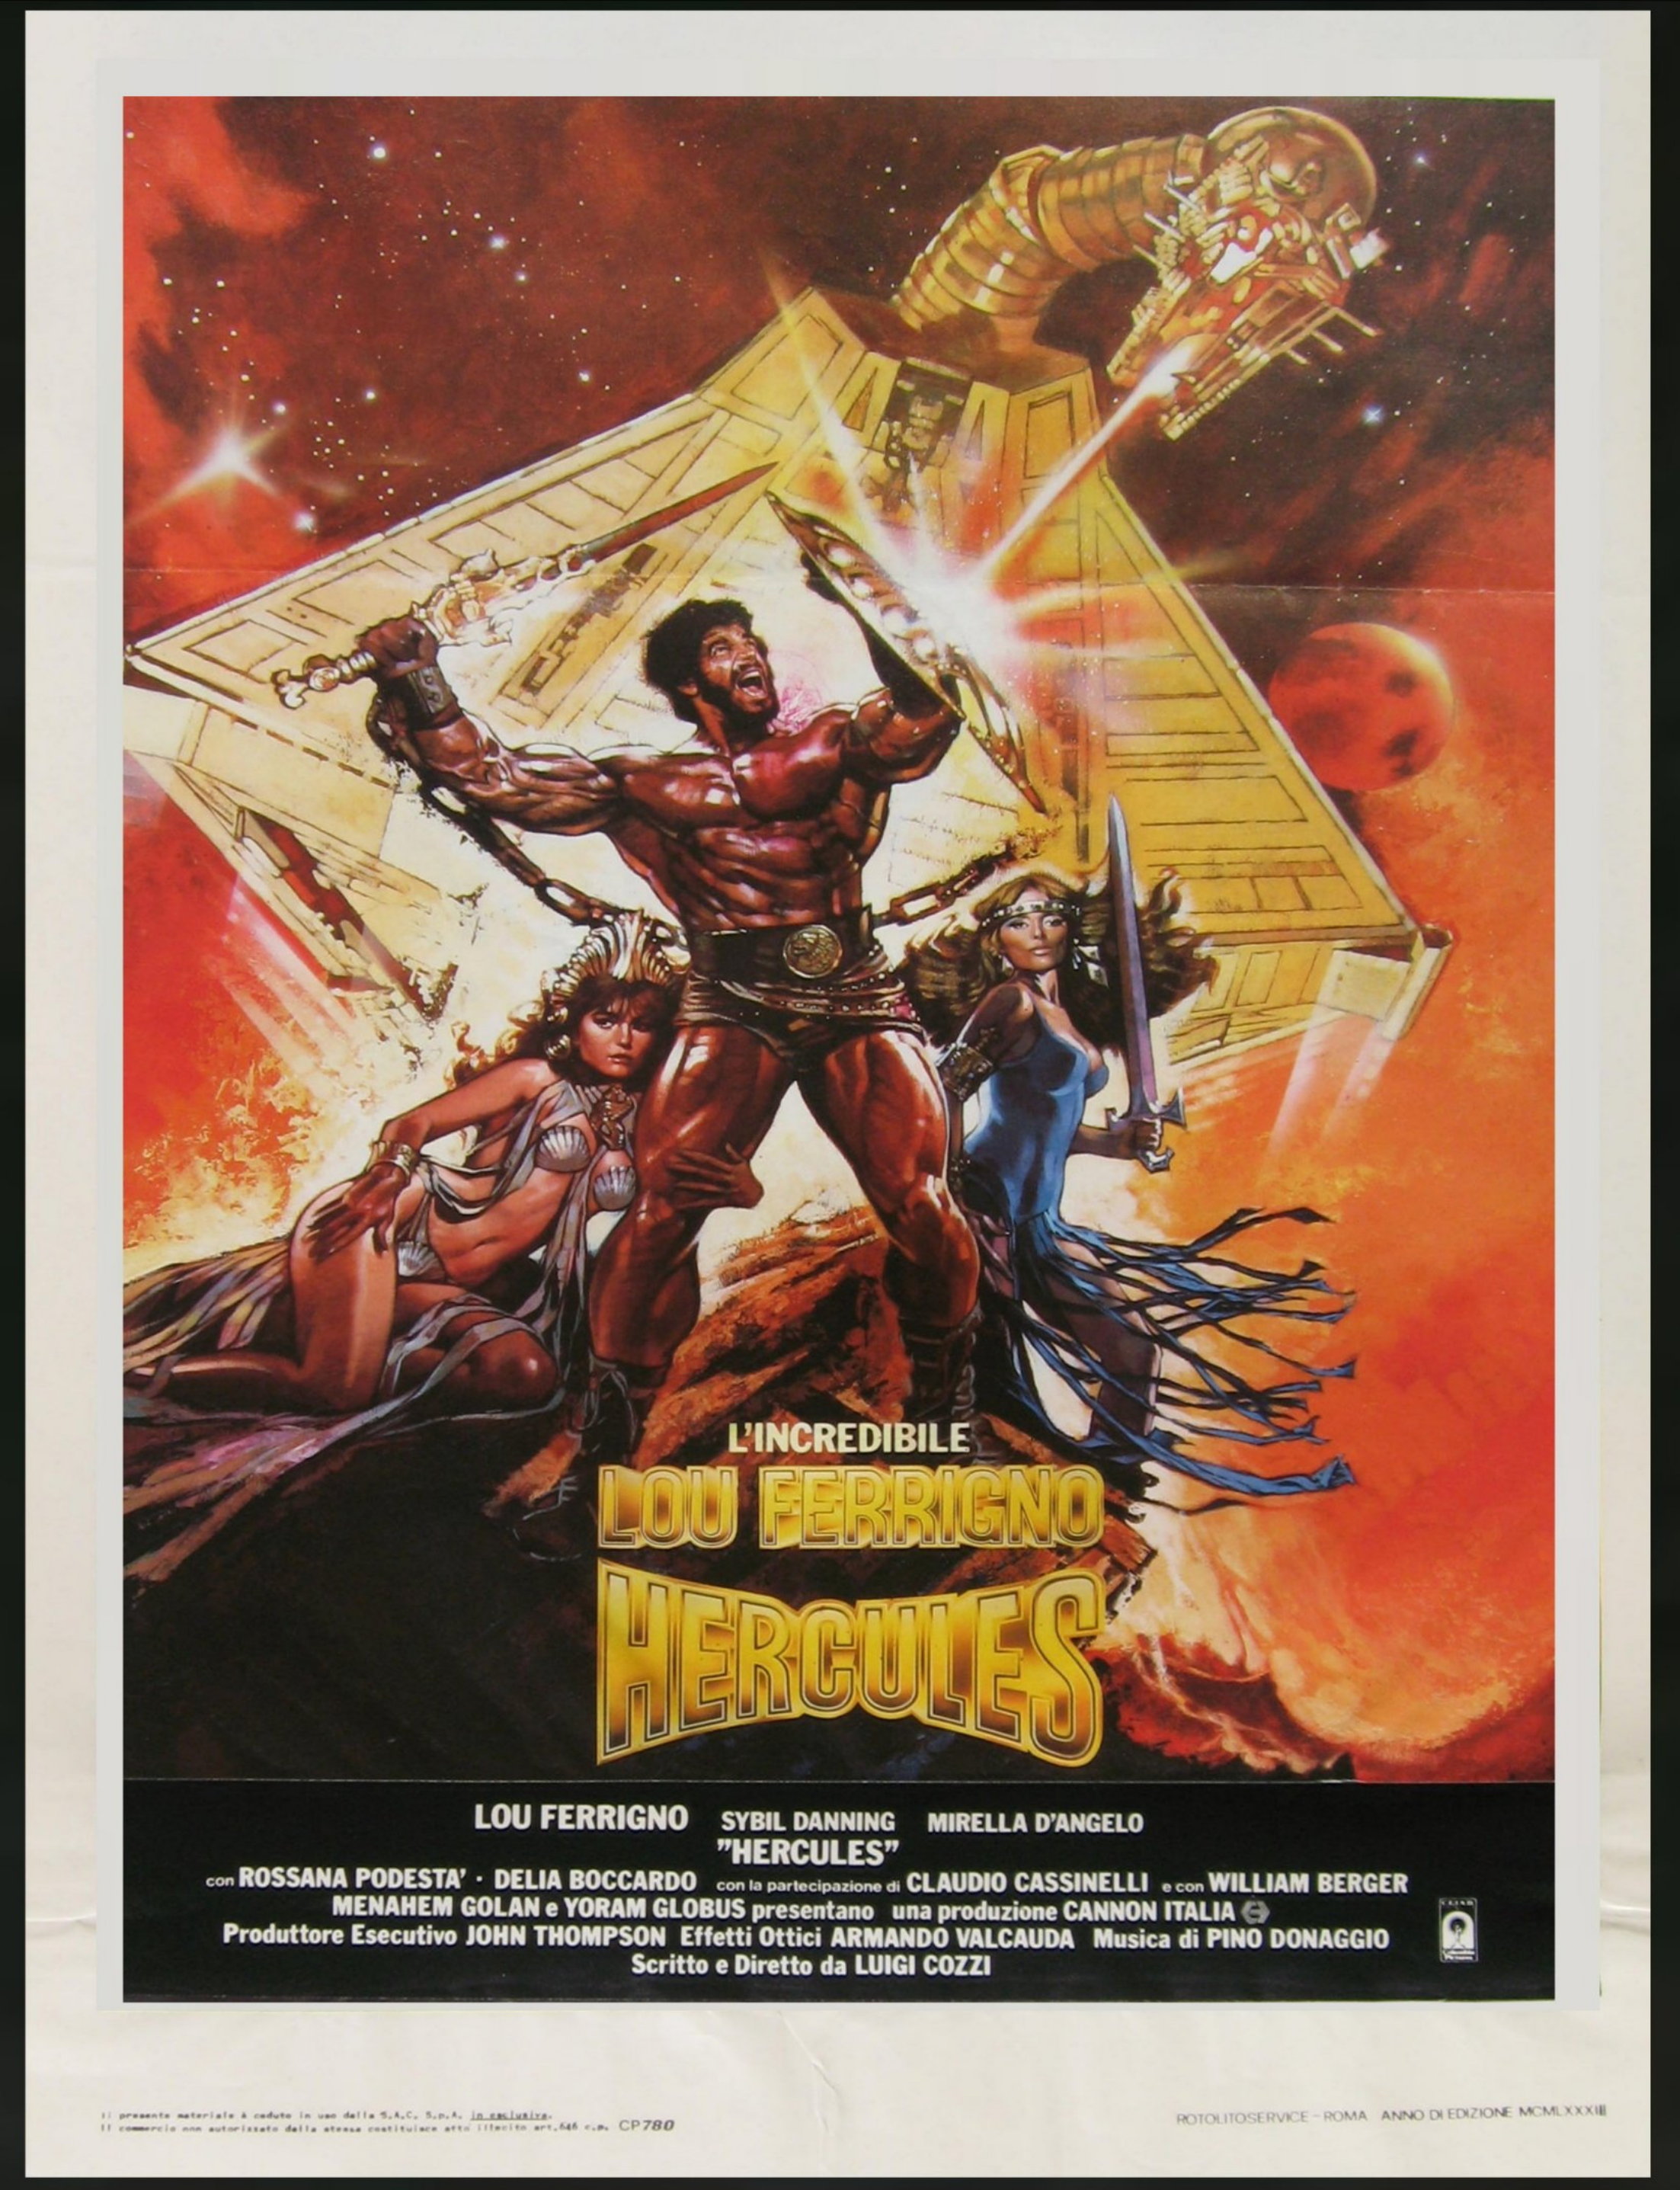 L'INCREDIBILE
LOU FERRIGNO
HERCULES
LOU FERRIGNO SYBIL DANNING MIRELLA D'ANGELO
"HERCULES"
con ROSSANA PODESTA' · DELIA BOCCARDO con la partecipazione di CLAUDIO CASSINELLI e con WILLIAM BERGER
MENAHEM GOLAN e YORAM GLOBUS presentano una produzione CANNON ITALIA
Produttore Esecutivo JOHN THOMPSON Effetti Ottici ARMANDO VALCAUDA Musica di PINO DONAGGIO
Scritto e Diretto da LUIGI COZZI
Il presente materiale è ceduto in uso dalla S.A.C. S.p.A. in esclusiva.
Il commercio non autorizzato della stessa costituisce atto illecito art.646 c.p. CP780
ROTOLITOSERVICE - ROMA ANNO DI EDIZIONE MCMLXXXIII